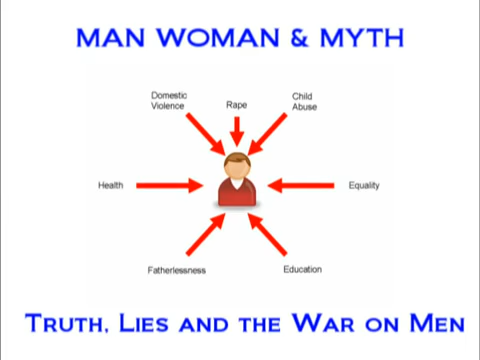 MAN WOMAN & MYTH
Domestic
Violence
Rape
Child
Abuse
Health
Equality
Fatherlessness
Education
TRUTH, LIES AND THE WAR ON MEN